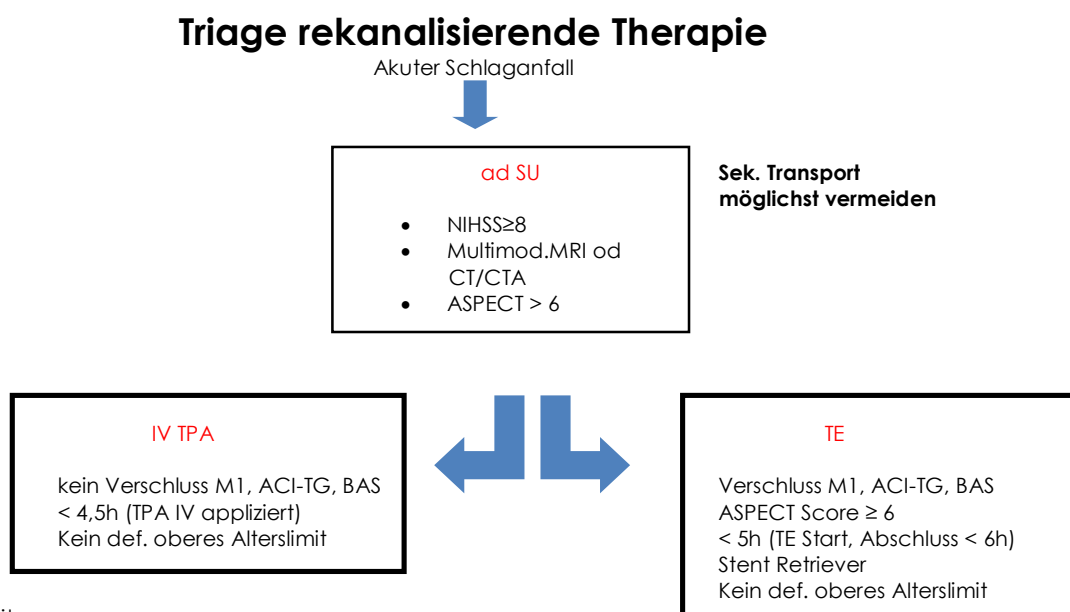 Triage rekanalisierende Therapie
Akuter Schlaganfall
ad SU
• NIHSS≥8
• Multimod.MRI od
CT/CTA
• ASPECT > 6
Sek. Transport
möglichst vermeiden
IV TPA
kein Verschluss M1, ACI-TG, BAS
< 4,5h (TPA IV appliziert)
Kein def. oberes Alterslimit
TE
Verschluss M1, ACI-TG, BAS
ASPECT Score ≥ 6
< 5h (TE Start, Abschluss < 6h)
Stent Retriever
Kein def. oberes Alterslimit